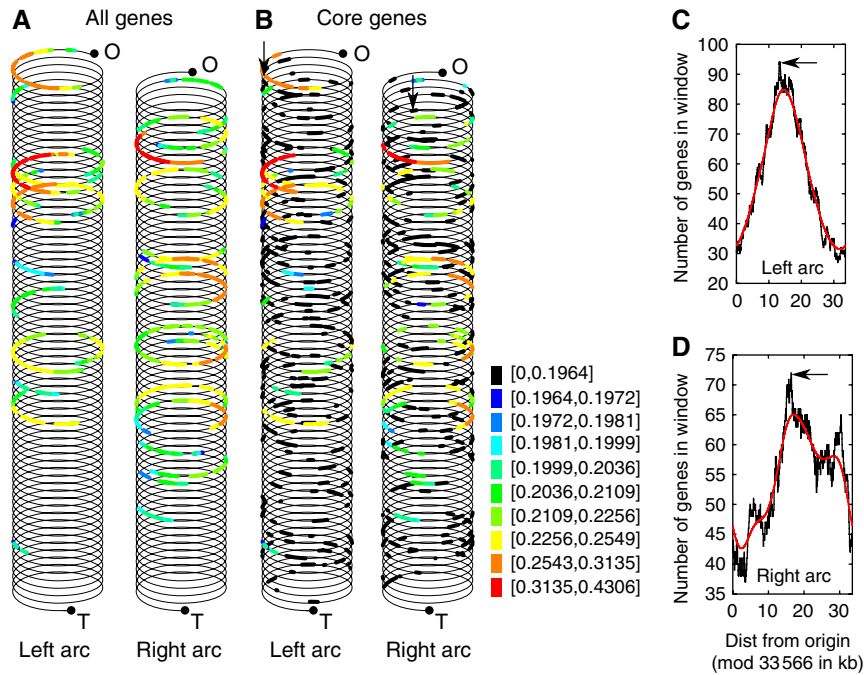 A All genes
B Core genes
O
O
O
O
T
T
T
T
Left arc
Right arc
Left arc
Right arc
[0,0.1964]
[0.1964,0.1972]
[0.1972,0.1981]
[0.1981,0.1999]
[0.1999,0.2036]
[0.2036,0.2109]
[0.2109,0.2256]
[0.2256,0.2549]
[0.2543,0.3135]
[0.3135,0.4306]
C
Number of genes in window
100
90
80
70
60
50
40
30
20
Left arc
0 10 20 30
D
Number of genes in window
75
70
65
60
55
50
45
40
35
Right arc
0 10 20 30
Dist from origin
(mod 33 566 in kb)